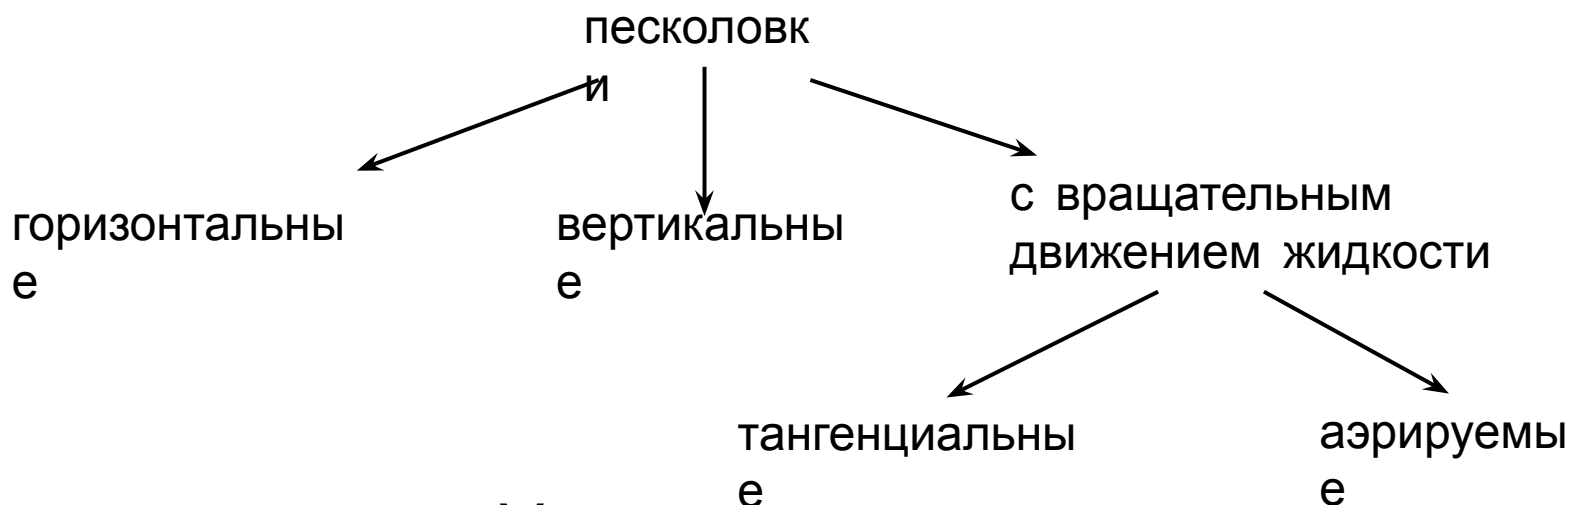 песколовк
и
горизонтальны
е
вертикальны
е
с вращательным
движением жидкости
тангенциальны
е
аэрируемы
е